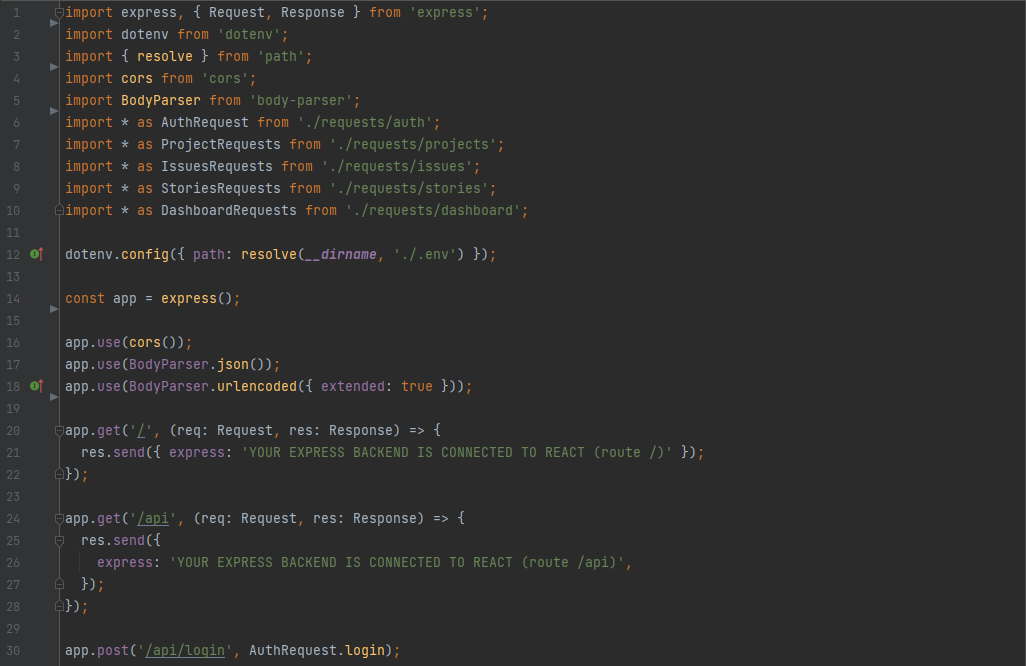 1 import express, { Request, Response } from 'express';
2 import dotenv from 'dotenv';
3 import { resolve } from 'path';
4 import cors from 'cors';
5 import BodyParser from 'body-parser';
6 import * as AuthRequest from './requests/auth';
7 import * as ProjectRequests from './requests/projects';
8 import * as IssuesRequests from './requests/issues';
9 import * as StoriesRequests from './requests/stories';
10 import * as DashboardRequests from './requests/dashboard';
11
12 dotenv.config({ path: resolve(__dirname, './.env') });
13
14 const app = express();
15
16 app.use(cors());
17 app.use(BodyParser.json());
18 app.use(BodyParser.urlencoded({ extended: true }));
19
20 app.get('/', (req: Request, res: Response) => {
21   res.send({ express: 'YOUR EXPRESS BACKEND IS CONNECTED TO REACT (route /)' });
22 });
23
24 app.get('/api', (req: Request, res: Response) => {
25   res.send({
26     express: 'YOUR EXPRESS BACKEND IS CONNECTED TO REACT (route /api)',
27   });
28 });
29
30 app.post('/api/login', AuthRequest.login);